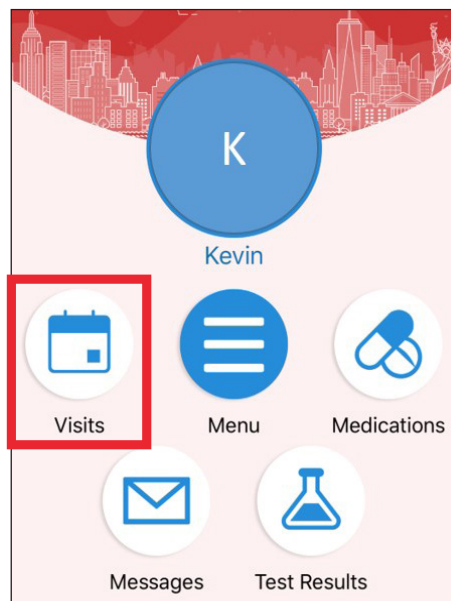 K
Kevin
Visits
Menu
Medications
Messages
Test Results